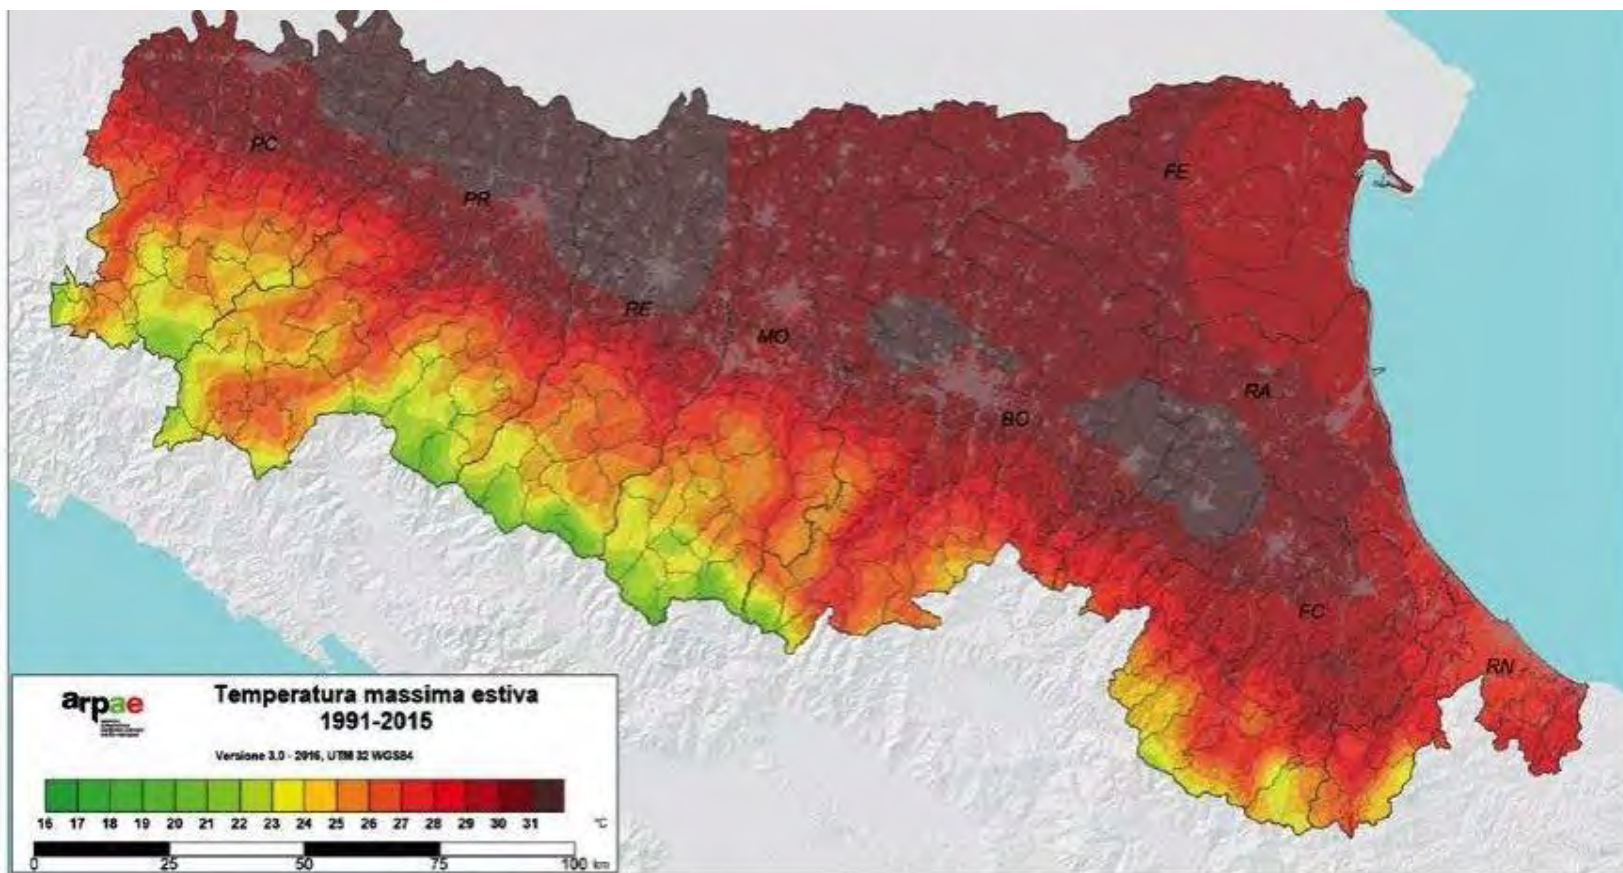 PC
PR
RE
MO
BO
FE
RA
FC
RN
arpae
Temperatura massima estiva
1991-2015
Versione 3.0 - 2016, UTM 32 WGS84
16 17 18 19 20 21 22 23 24 25 26 27 28 29 30 31 °C
0 25 50 75 100 km